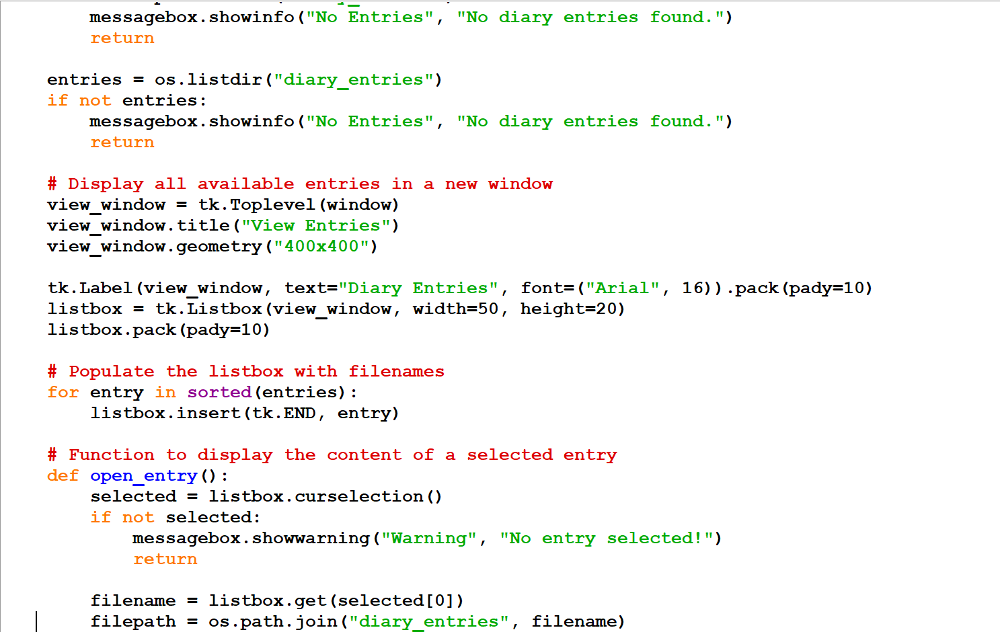 messagebox.showinfo("No Entries", "No diary entries found.")
return
entries = os.listdir("diary_entries")
if not entries:
messagebox.showinfo("No Entries", "No diary entries found.")
return
# Display all available entries in a new window
view_window = tk.Toplevel(window)
view_window.title("View Entries")
view_window.geometry("400x400")
tk.Label(view_window, text="Diary Entries", font=("Arial", 16)).pack(pady=10)
listbox = tk.Listbox(view_window, width=50, height=20)
listbox.pack(pady=10)
# Populate the listbox with filenames
for entry in sorted(entries):
listbox.insert(tk.END, entry)
# Function to display the content of a selected entry
def open_entry():
selected = listbox.curselection()
if not selected:
messagebox.showwarning("Warning", "No entry selected!")
return
filename = listbox.get(selected[0])
filepath = os.path.join("diary_entries", filename)